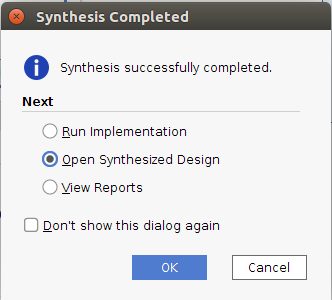 Synthesis Completed
Synthesis successfully completed.
Next
Run Implementation
Open Synthesized Design
View Reports
Don't show this dialog again
OK Cancel